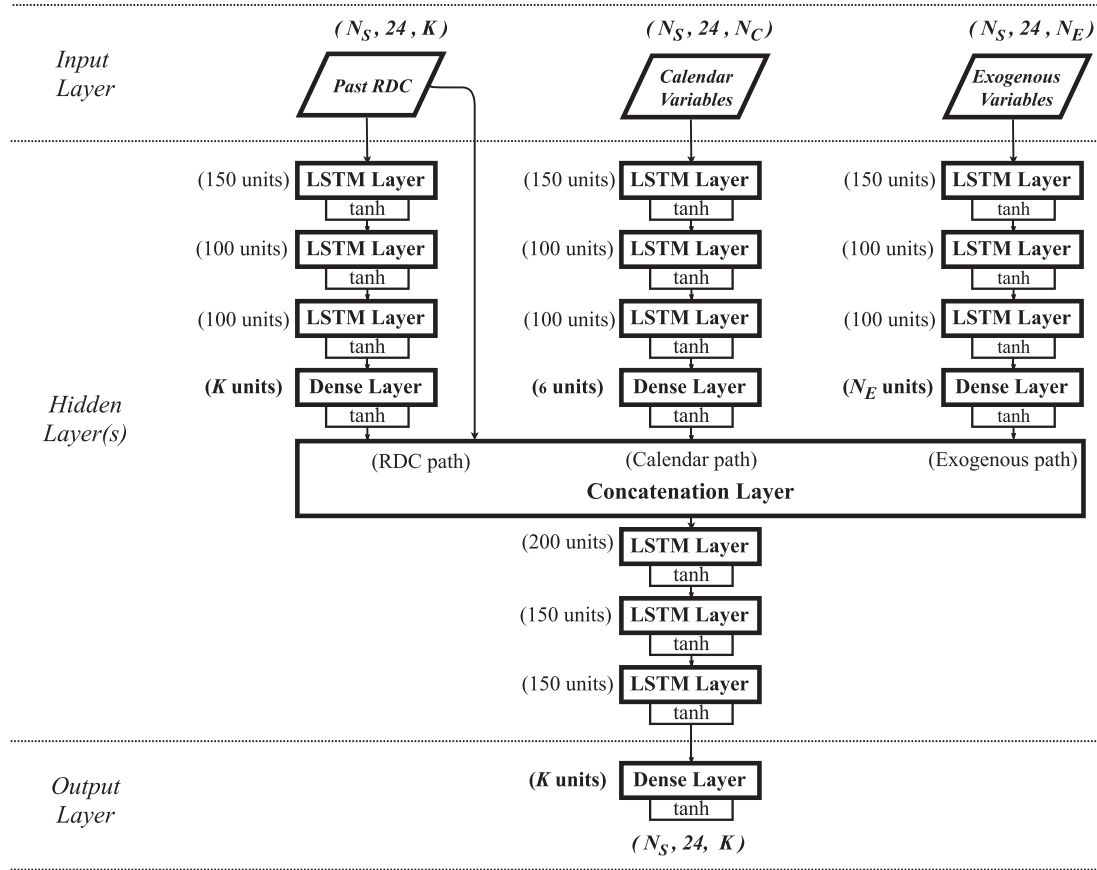 ( N_S , 24 , K )
( N_S , 24 , N_C )
( N_S , 24 , N_E )
Input
Layer
Past RDC
Calendar
Variables
Exogenous
Variables
(150 units) LSTM Layer
tanh
(150 units) LSTM Layer
tanh
(150 units) LSTM Layer
tanh
(100 units) LSTM Layer
tanh
(100 units) LSTM Layer
tanh
(100 units) LSTM Layer
tanh
(100 units) LSTM Layer
tanh
(100 units) LSTM Layer
tanh
(100 units) LSTM Layer
tanh
(K units) Dense Layer
tanh
(6 units) Dense Layer
tanh
(N_E units) Dense Layer
tanh
Hidden
Layer(s)
(RDC path)
(Calendar path)
(Exogenous path)
Concatenation Layer
(200 units) LSTM Layer
tanh
(150 units) LSTM Layer
tanh
(150 units) LSTM Layer
tanh
Output
Layer
(K units) Dense Layer
tanh
( N_S , 24, K )